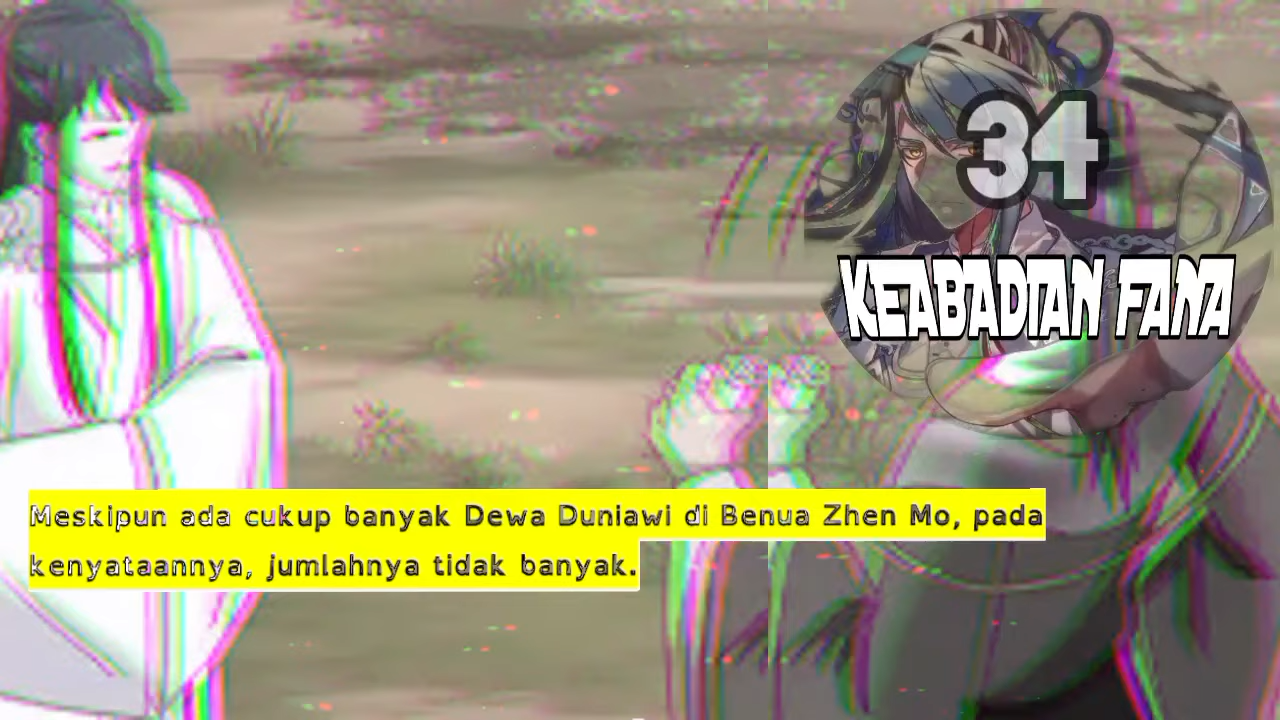 34
KEABADIAN FANA
Meskipun ada cukup banyak Dewa Duniawi di Benua Zhen Mo, pada
kenyataannya, jumlahnya tidak banyak.